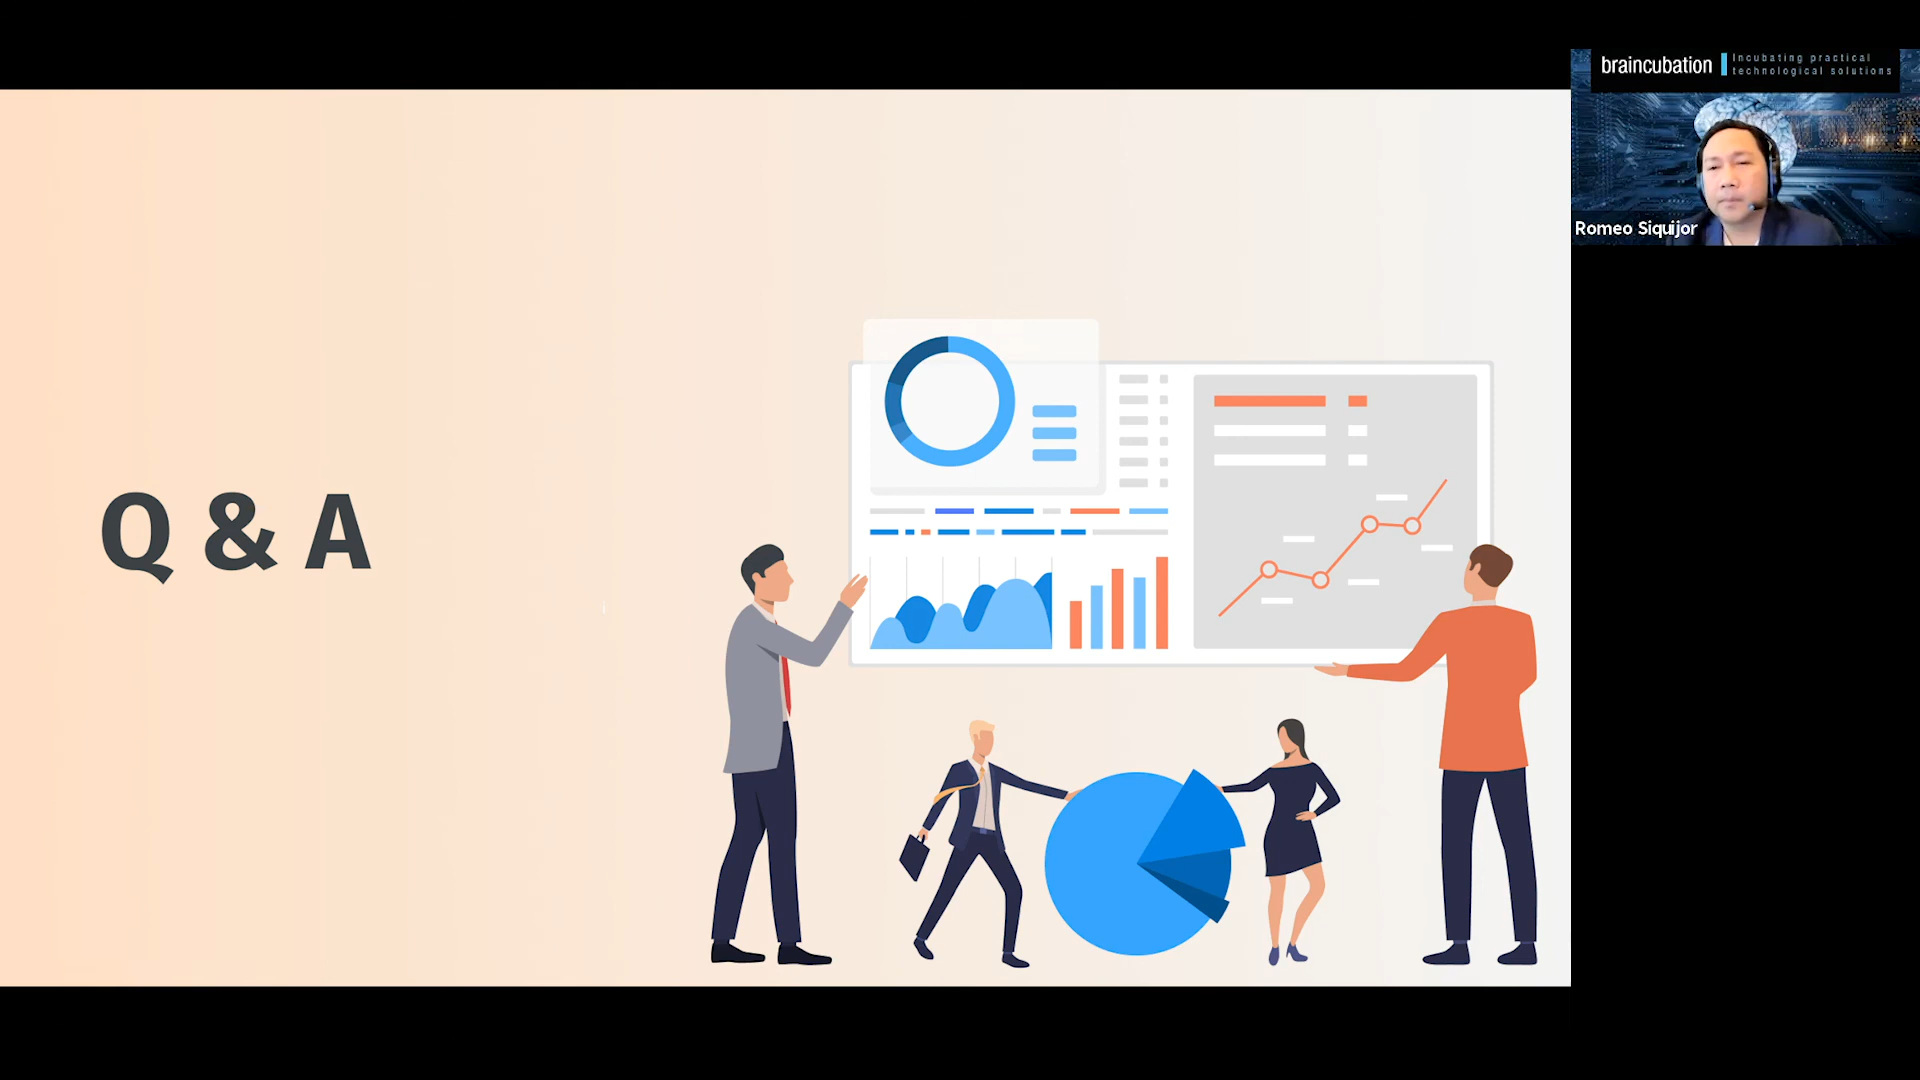 Q & A
braincubation
Incubating practical
technological solutions
Romeo Siquijor